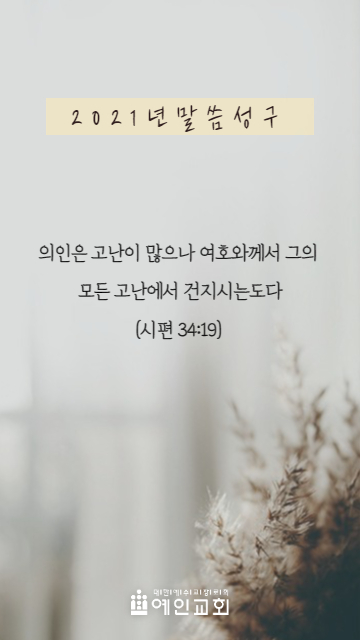 2021년말씀성구
의인은 고난이 많으나 여호와께서 그의
모든 고난에서 건지시는도다
(시편 34:19)
예인교회